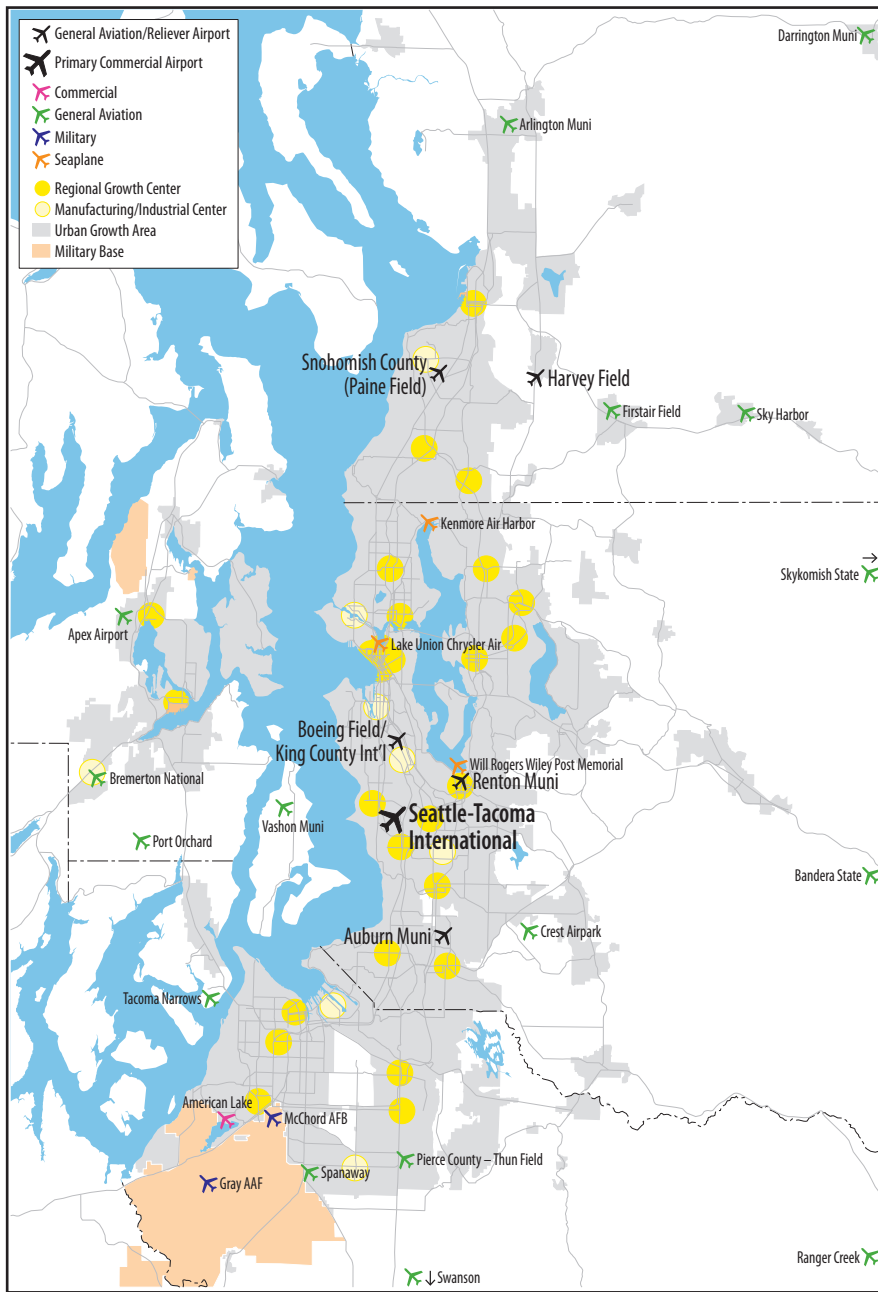 General Aviation/Reliever Airport
Primary Commercial Airport
Commercial
General Aviation
Military
Seaplane
Regional Growth Center
Manufacturing/Industrial Center
Urban Growth Area
Military Base
Darrington Muni
Arlington Muni
Snohomish County
(Paine Field)
Harvey Field
Firstair Field
Sky Harbor
Kenmore Air Harbor
Skykomish State
Apex Airport
Lake Union Chrysler Air
Boeing Field/
King County Int'l
Will Rogers Wiley Post Memorial
Renton Muni
Bremerton National
Vashon Muni
Seattle-Tacoma
International
Port Orchard
Bandera State
Auburn Muni
Crest Airpark
Tacoma Narrows
American Lake
McChord AFB
Pierce County – Thun Field
Spanaway
Gray AAF
Ranger Creek
Swanson